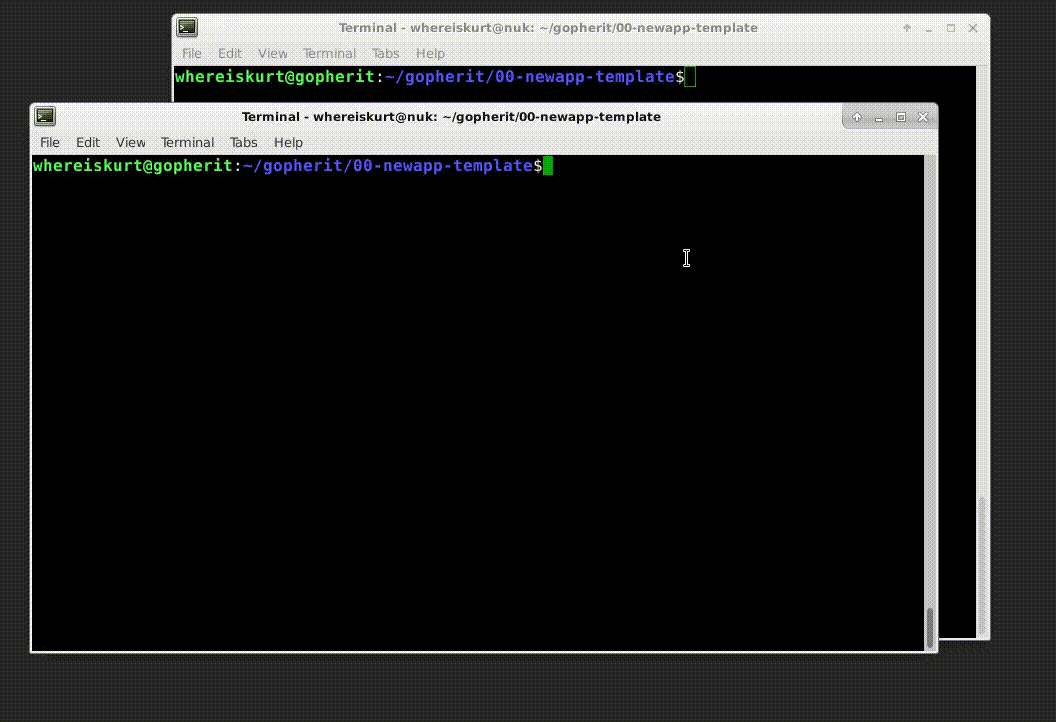 Terminal - whereiskurt@nuk: ~/gopherit/00-newapp-template
File Edit View Terminal Tabs Help
whereiskurt@gopherit:~/gopherit/00-newapp-template$
Terminal - whereiskurt@nuk: ~/gopherit/00-newapp-template
File Edit View Terminal Tabs Help
whereiskurt@gopherit:~/gopherit/00-newapp-template$